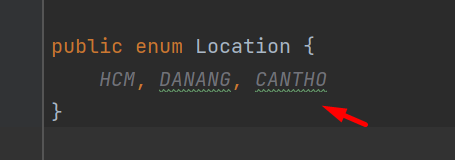 public enum Location {
HCM, DANANG, CANTHO
}